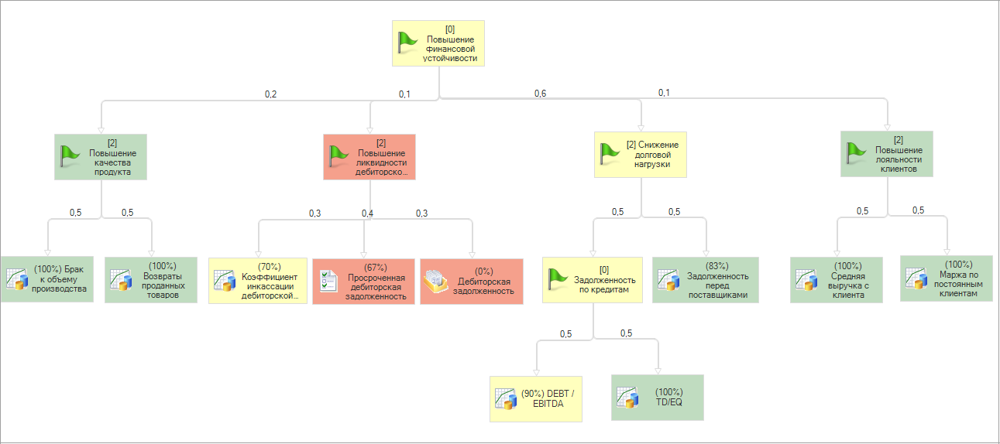 [0]
Повышение
финансовой
устойчивости
0,2
0,1
0,6
0,1
[2]
Повышение
качества
продукта
[2]
Повышение
ликвидности
дебиторско...
[2] Снижение
долговой
нагрузки
[2]
Повышение
лояльности
клиентов
0,5
0,5
0,3
0,4
0,3
0,5
0,5
0,5
0,5
(100%) Брак
к объему
производства
(100%)
Возвраты
проданных
товаров
(70%)
Коэффициент
инкассации
дебиторской...
(67%)
Просроченная
дебиторская
задолженность
(0%)
Дебиторская
задолженность
[0]
Задолженность
по кредитам
(83%)
Задолженность
перед
поставщиками
(100%)
Средняя
выручка с
клиента
(100%)
Маржа по
постоянным
клиентам
0,5
0,5
(90%) DEBT /
EBITDA
(100%)
TD/EQ